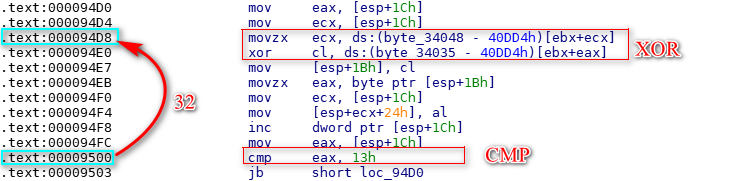 .text:000094D0 mov eax, [esp+1Ch]
.text:000094D4 mov ecx, [esp+1Ch]
.text:000094D8 movzx ecx, ds:(byte_34048 - 40DD4h)[ebx+ecx]
.text:000094E0 xor cl, ds:(byte_34035 - 40DD4h)[ebx+eax] XOR
.text:000094E7 mov [esp+1Bh], cl
.text:000094EB movzx eax, byte ptr [esp+1Bh]
32
.text:000094F0 mov ecx, [esp+1Ch]
.text:000094F4 mov [esp+ecx+24h], al
.text:000094F8 inc dword ptr [esp+1Ch]
.text:000094FC mov eax, [esp+1Ch]
.text:00009500 cmp eax, 13h CMP
.text:00009503 jb short loc_94D0